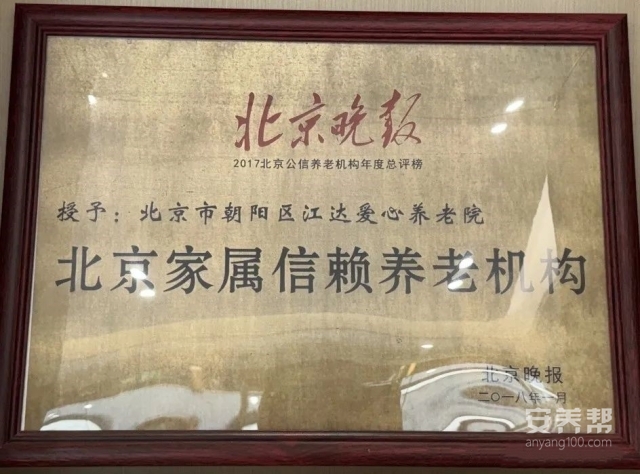 北京晚报
2017北京公信养老机构年度总评榜
授予：北京市朝阳区江达爱心养老院
北京家属信赖养老机构
北京晚报
二〇一八年一月
安养帮
anyang100.com